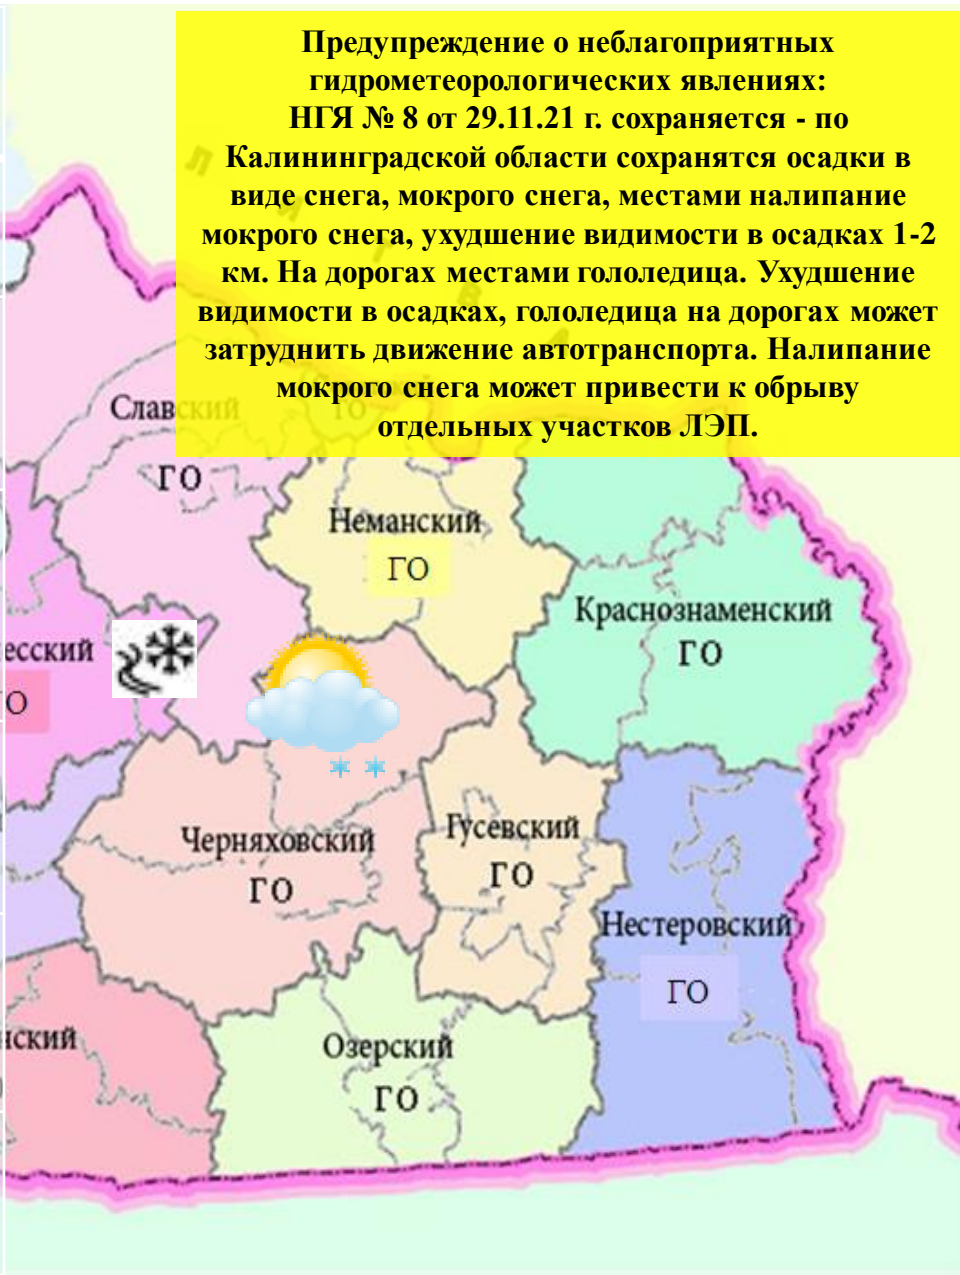 Предупреждение о неблагоприятных
гидрометеорологических явлениях:
НГЯ № 8 от 29.11.21 г. сохраняется - по
Калининградской области сохранятся осадки в
виде снега, мокрого снега, местами налипание
мокрого снега, ухудшение видимости в осадках 1-2
км. На дорогах местами гололедица. Ухудшение
видимости в осадках, гололедица на дорогах может
затруднить движение автотранспорта. Налипание
мокрого снега может привести к обрыву
отдельных участков ЛЭП.
Славский
ГО
Неманский
ГО
Краснознаменский
ГО
есский
О
Черняховский
ГО
Гусевский
ГО
Нестеровский
ГО
нский
Озерский
ГО